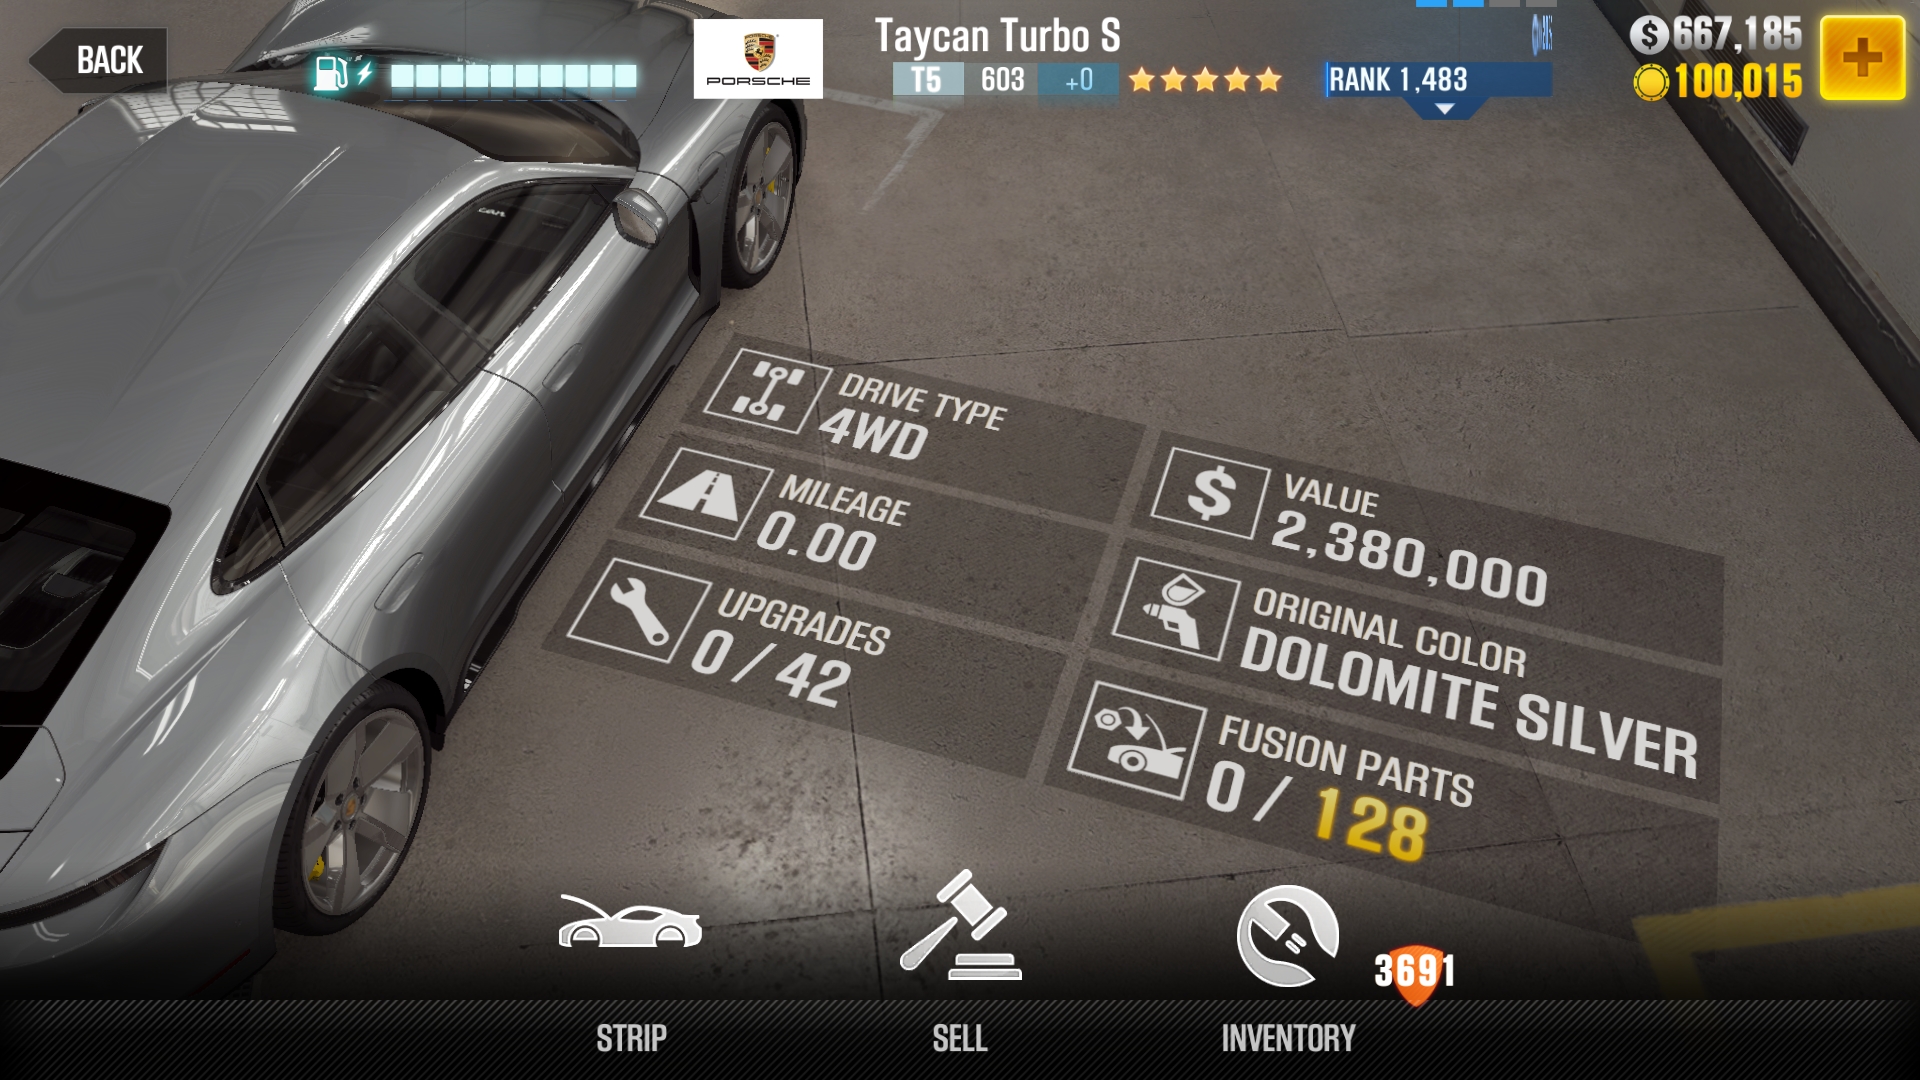 BACK
PORSCHE
Taycan Turbo S
T5 603 +0
RANK 1,483
667,185
100,015
DRIVE TYPE
4WD
MILEAGE
0.00
UPGRADES
0/42
VALUE
2,380,000
ORIGINAL COLOR
DOLOMITE SILVER
FUSION PARTS
0/128
3691
STRIP
SELL
INVENTORY